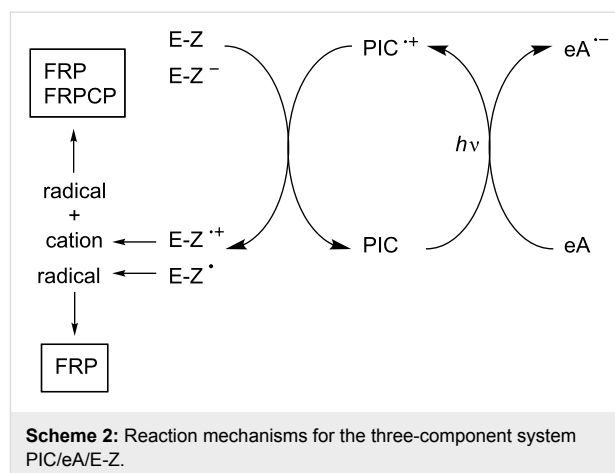 FRP
FRPCP
radical
+
cation
radical
FRP
E-Z
E-Z⁻
E-Z·⁺
E-Z·
PIC·⁺
PIC
hν
eA·⁻
eA
Scheme 2: Reaction mechanisms for the three-component system
PIC/eA/E-Z.